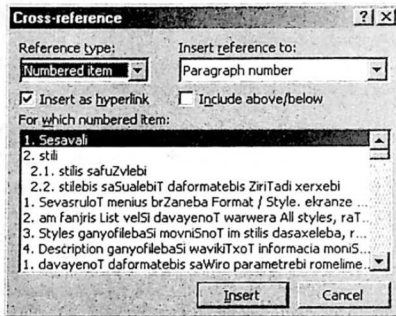 Cross-reference
Reference type:
Insert reference to:
Numbered item
Paragraph number
Insert as hyperlink
Include above/below
For which numbered item:
1. Sesavali
2. stili
2.1. stilis safuZvlebi
2.2. stilebis saSualebiT daformatebis ZiriTadi xerxebi
1. SevasruloT menius brZaneba Format / Style. ekranze ...
2. am fanjris List velSi davayenoT warwera All styles, raT...
3. Styles ganyofilebaSi movniSnoT im stilis dasaxeleba, r...
4. Description ganyofilebaSi wavikiTxoT informacia moniS...
1. davayenoT daformatebis saWiro parametrebi romelime...
Insert
Cancel